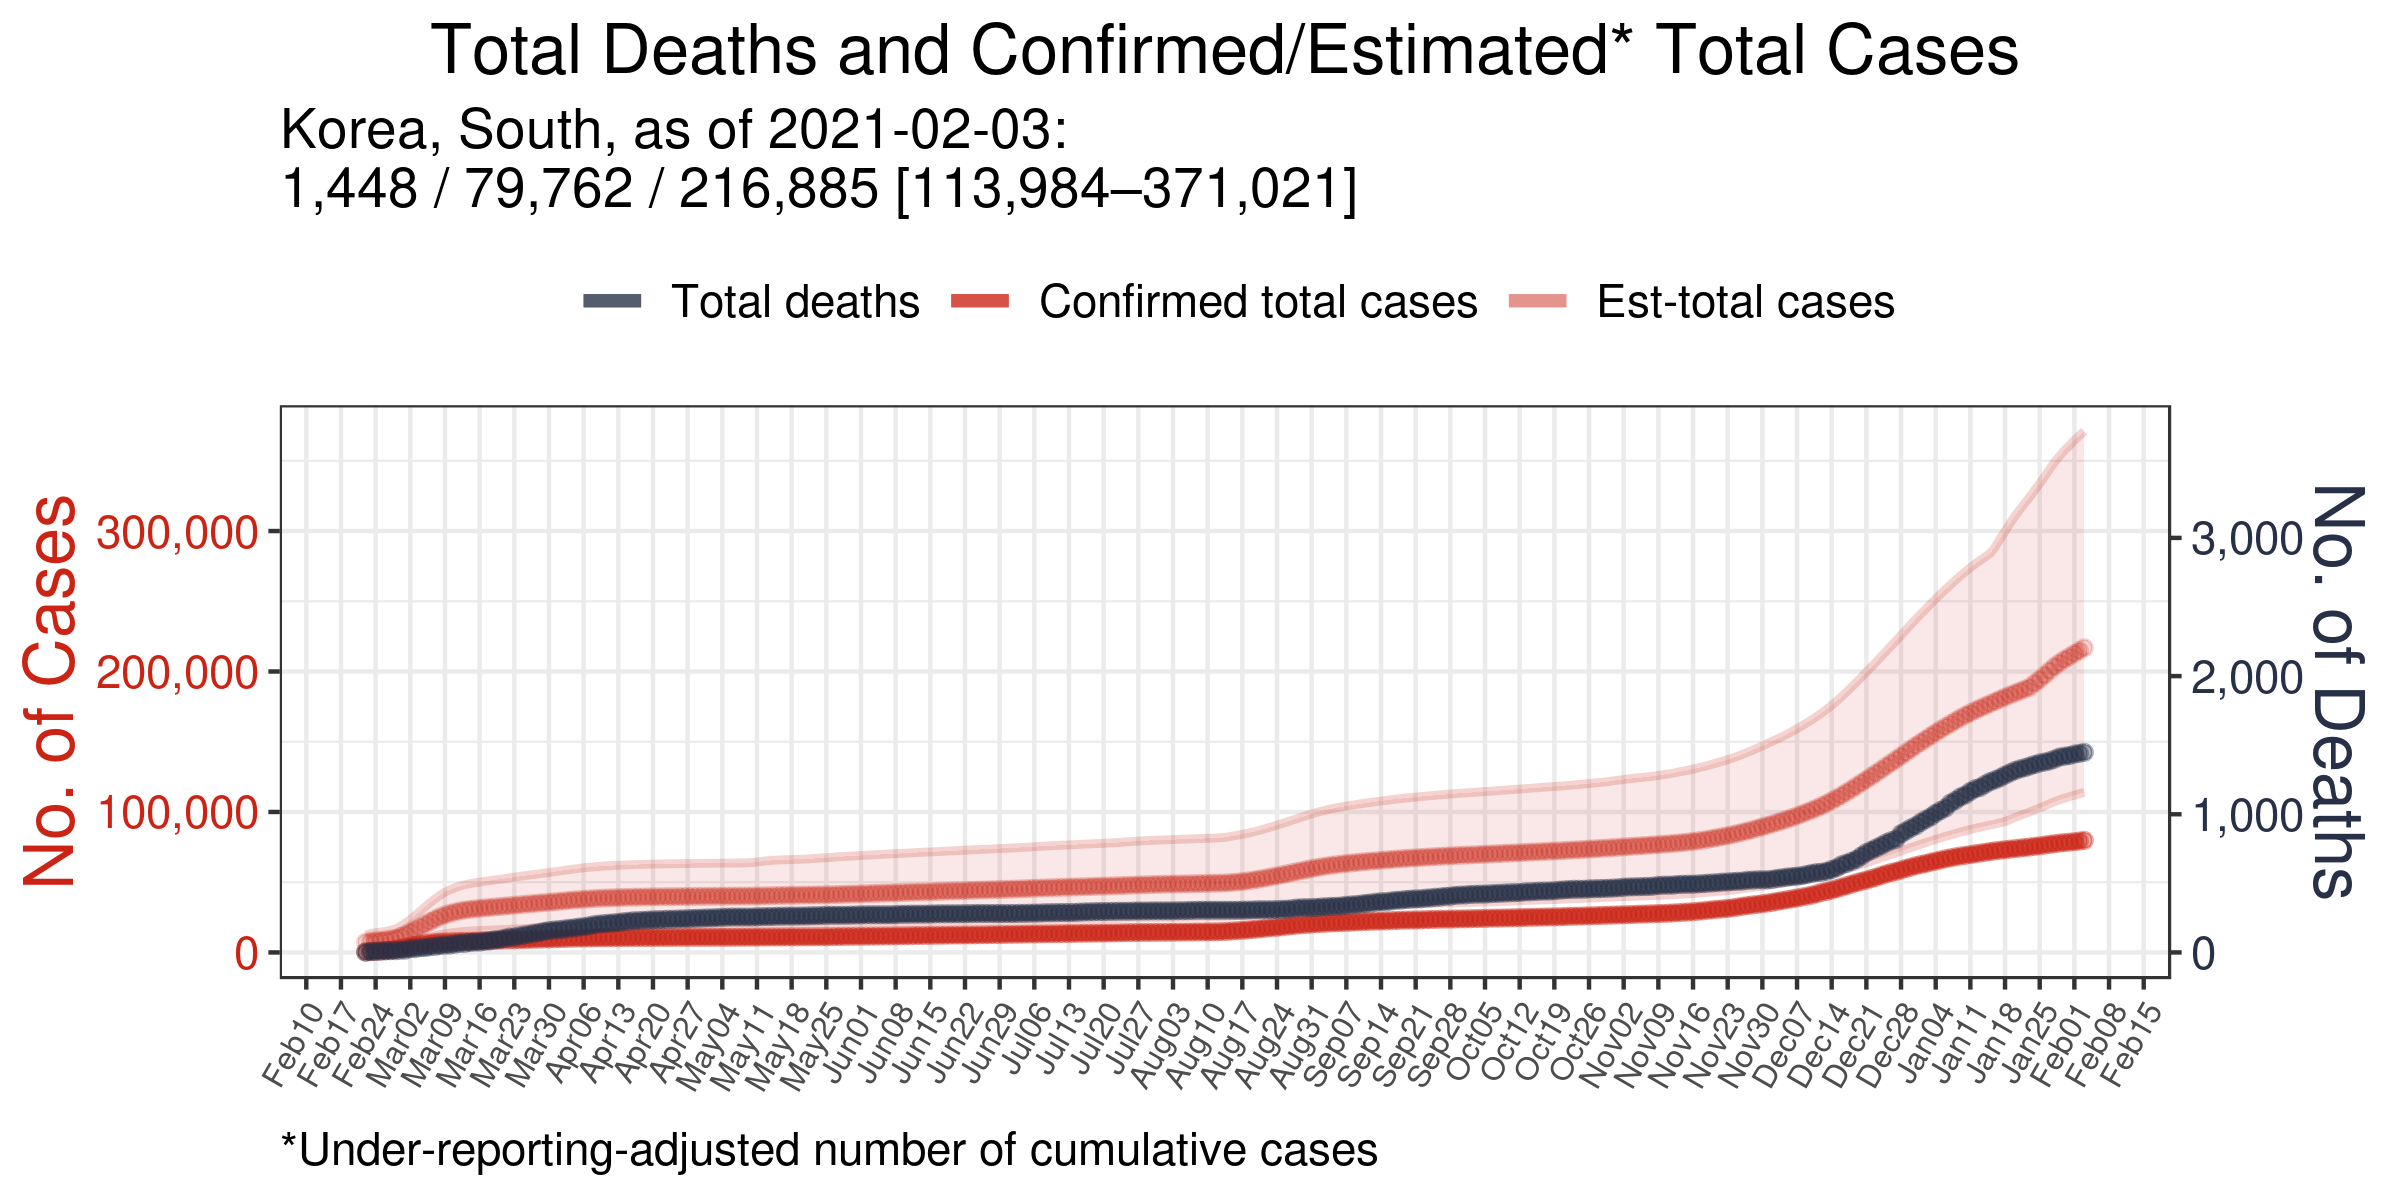 Total Deaths and Confirmed/Estimated* Total Cases
Korea, South, as of 2021-02-03:
1,448 / 79,762 / 216,885 [113,984–371,021]
Total deaths
Confirmed total cases
Est-total cases
No. of Cases
300,000
200,000
100,000
0
3,000
2,000
1,000
0
No. of Deaths
Feb10
Feb17
Feb24
Mar02
Mar09
Mar16
Mar23
Mar30
Apr06
Apr13
Apr20
Apr27
May04
May11
May18
May25
Jun01
Jun08
Jun15
Jun22
Jun29
Jul06
Jul13
Jul20
Jul27
Aug03
Aug10
Aug17
Aug24
Aug31
Sep07
Sep14
Sep21
Sep28
Oct05
Oct12
Oct19
Oct26
Nov02
Nov09
Nov16
Nov23
Nov30
Dec07
Dec14
Dec21
Dec28
Jan04
Jan11
Jan18
Jan25
Feb01
Feb08
Feb15
*Under-reporting-adjusted number of cumulative cases